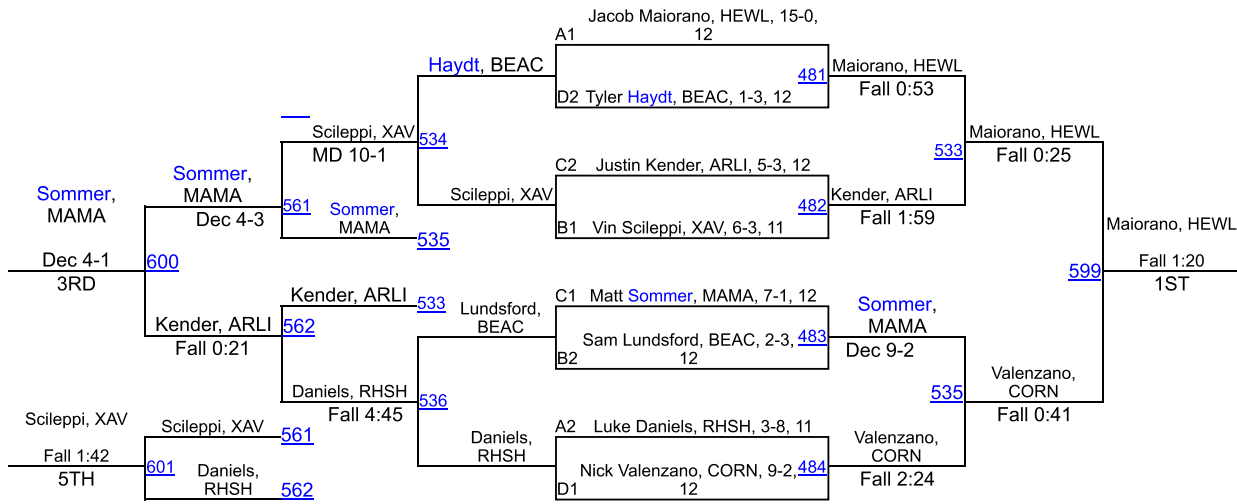 Jacob Maiorano, HEWL, 15-0,
12
A1
Haydt, BEAC
481
Maiorano, HEWL
Fall 0:53
D2 Tyler Haydt, BEAC, 1-3, 12
Scileppi, XAV
MD 10-1
534
533
Maiorano, HEWL
Fall 0:25
C2 Justin Kender, ARLI, 5-3, 12
Sommer,
MAMA
Dec 4-3
561
Sommer,
MAMA
535
Scileppi, XAV
482
Kender, ARLI
Fall 1:59
B1 Vin Scileppi, XAV, 6-3, 11
Sommer,
MAMA
Dec 4-1
3RD
600
Maiorano, HEWL
599
Fall 1:20
1ST
Kender, ARLI
533
Lundsford,
BEAC
C1 Matt Sommer, MAMA, 7-1, 12
Sam Lundsford, BEAC, 2-3,
12
B2
483
Sommer,
MAMA
Dec 9-2
Kender, ARLI
Fall 0:21
562
Daniels, RHSH
Fall 4:45
536
535
Valenzano,
CORN
Fall 0:41
Scileppi, XAV
Fall 1:42
5TH
601
Scileppi, XAV
561
Daniels,
RHSH
562
Daniels,
RHSH
A2 Luke Daniels, RHSH, 3-8, 11
Nick Valenzano, CORN, 9-2,
12
D1
484
Valenzano,
CORN
Fall 2:24